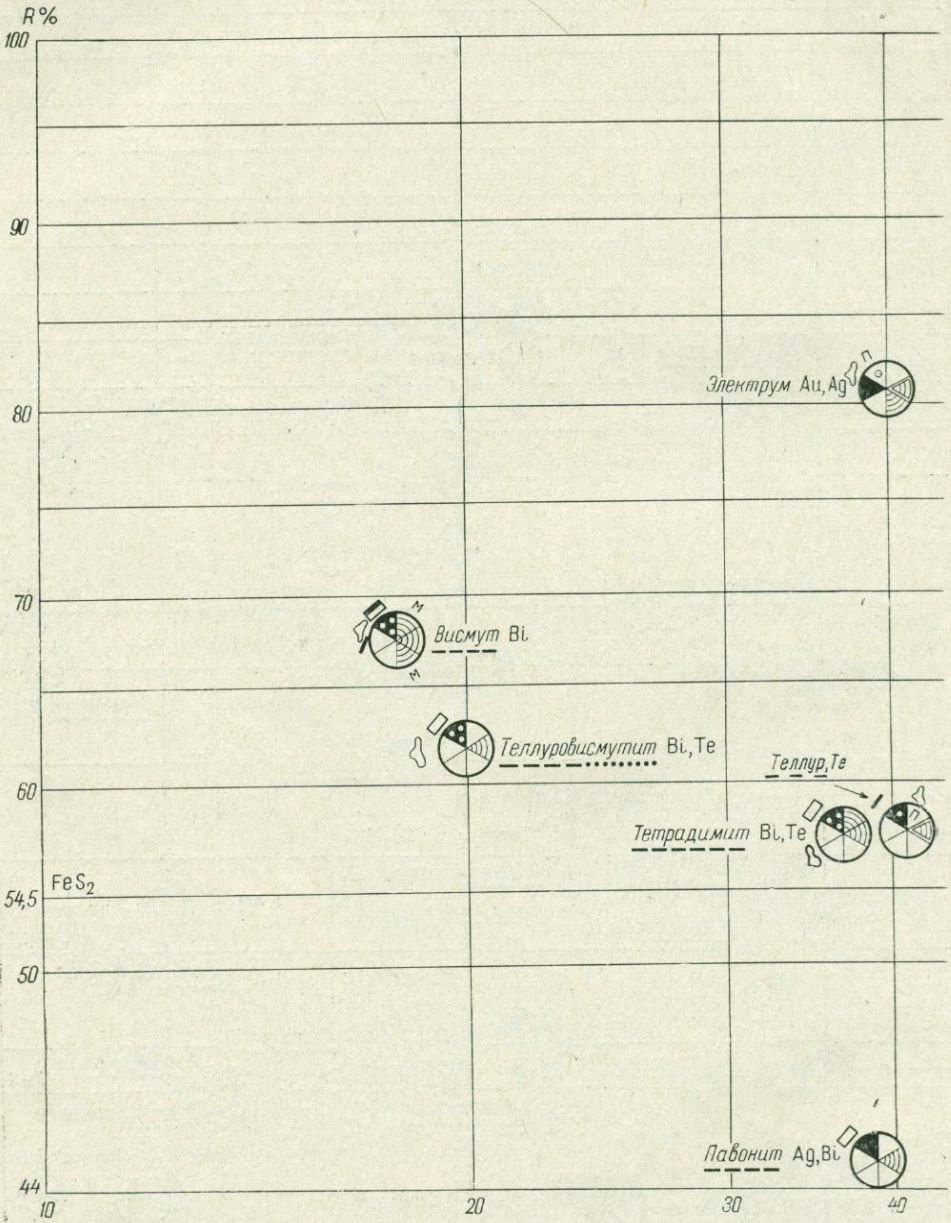 R%
100
90
П
Электрум Au,Ag
80
70
М
Висмут Bi
М
Теллуровисмутит Bi,Te
Теллур,Te
60
П
Тетрадимит Bi,Te
FeS₂
54,5
50
Павонит Ag,Bi
44
10 20 30 40